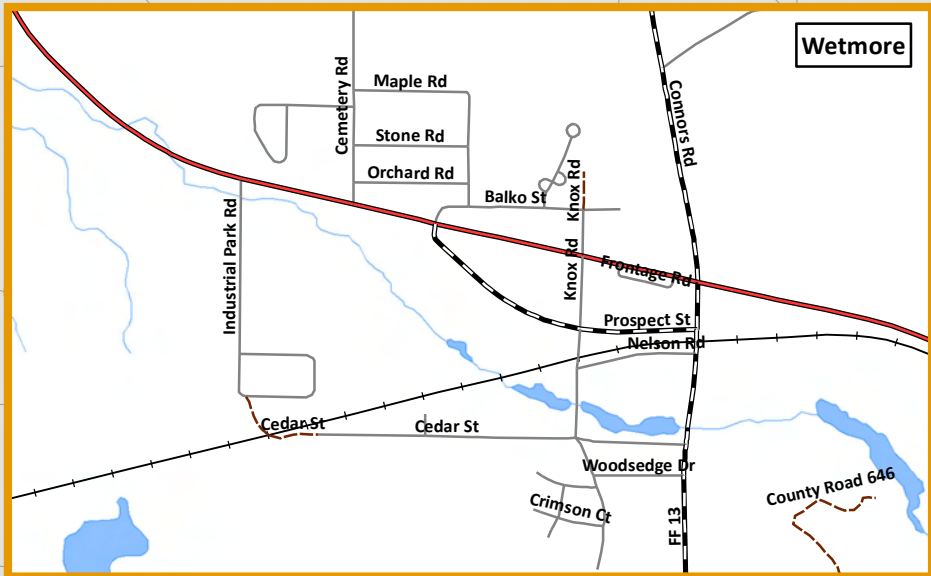 Wetmore
Maple Rd
Cemetery Rd
Connors Rd
Stone Rd
Orchard Rd
Knox Rd
Balko St
Industrial Park Rd
Knox Rd
Frontage Rd
Prospect St
Nelson Rd
Cedar St
Cedar St
Woodsedge Dr
County Road 646
Crimson Ct
FF 13